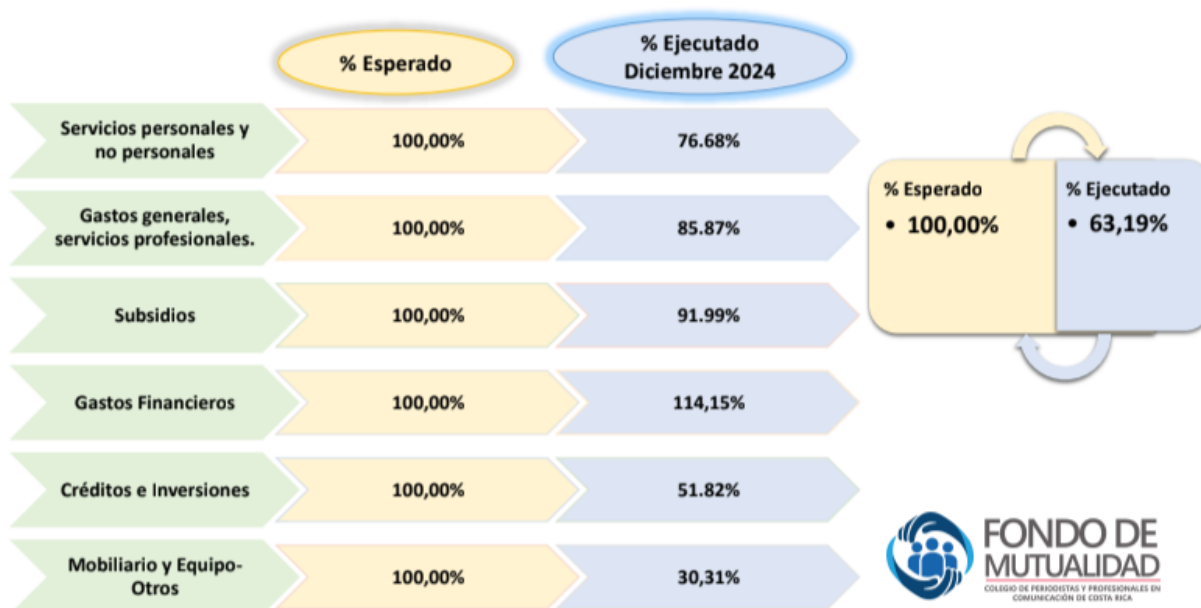 % Esperado
% Ejecutado
Diciembre 2024
Servicios personales y
no personales
100,00%
76.68%
Gastos generales,
servicios profesionales.
100,00%
85.87%
Subsidios
100,00%
91.99%
Gastos Financieros
100,00%
114,15%
Créditos e Inversiones
100,00%
51.82%
Mobiliario y Equipo-
Otros
100,00%
30,31%
% Esperado
• 100,00%
% Ejecutado
• 63,19%
FONDO DE
MUTUALIDAD
COLEGIO DE PERIODISTAS Y PROFESIONALES EN
COMUNICACIÓN DE COSTA RICA